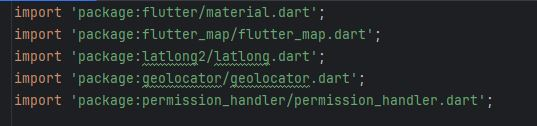 import 'package:flutter/material.dart';
import 'package:flutter_map/flutter_map.dart';
import 'package:latlong2/latlong.dart';
import 'package:geolocator/geolocator.dart';
import 'package:permission_handler/permission_handler.dart';